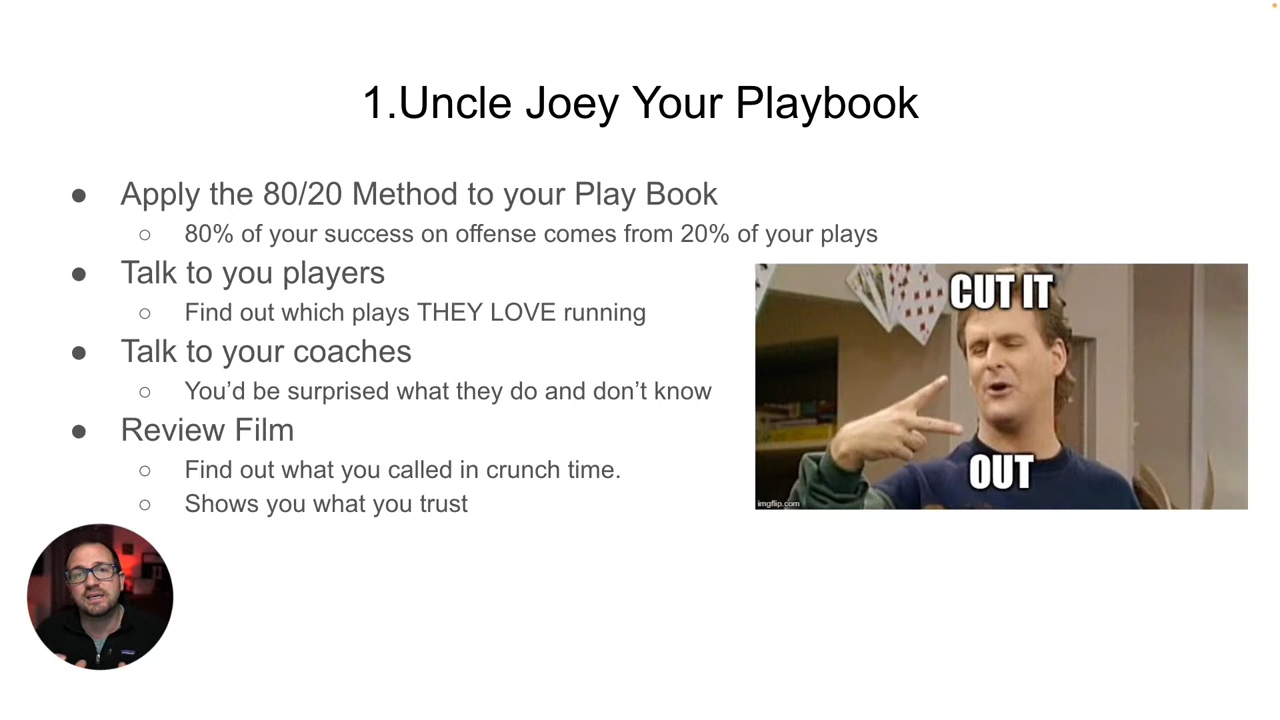 1.Uncle Joey Your Playbook
● Apply the 80/20 Method to your Play Book
○ 80% of your success on offense comes from 20% of your plays
● Talk to you players
○ Find out which plays THEY LOVE running
● Talk to your coaches
○ You'd be surprised what they do and don't know
● Review Film
○ Find out what you called in crunch time.
○ Shows you what you trust
CUT IT
OUT
imgflip.com